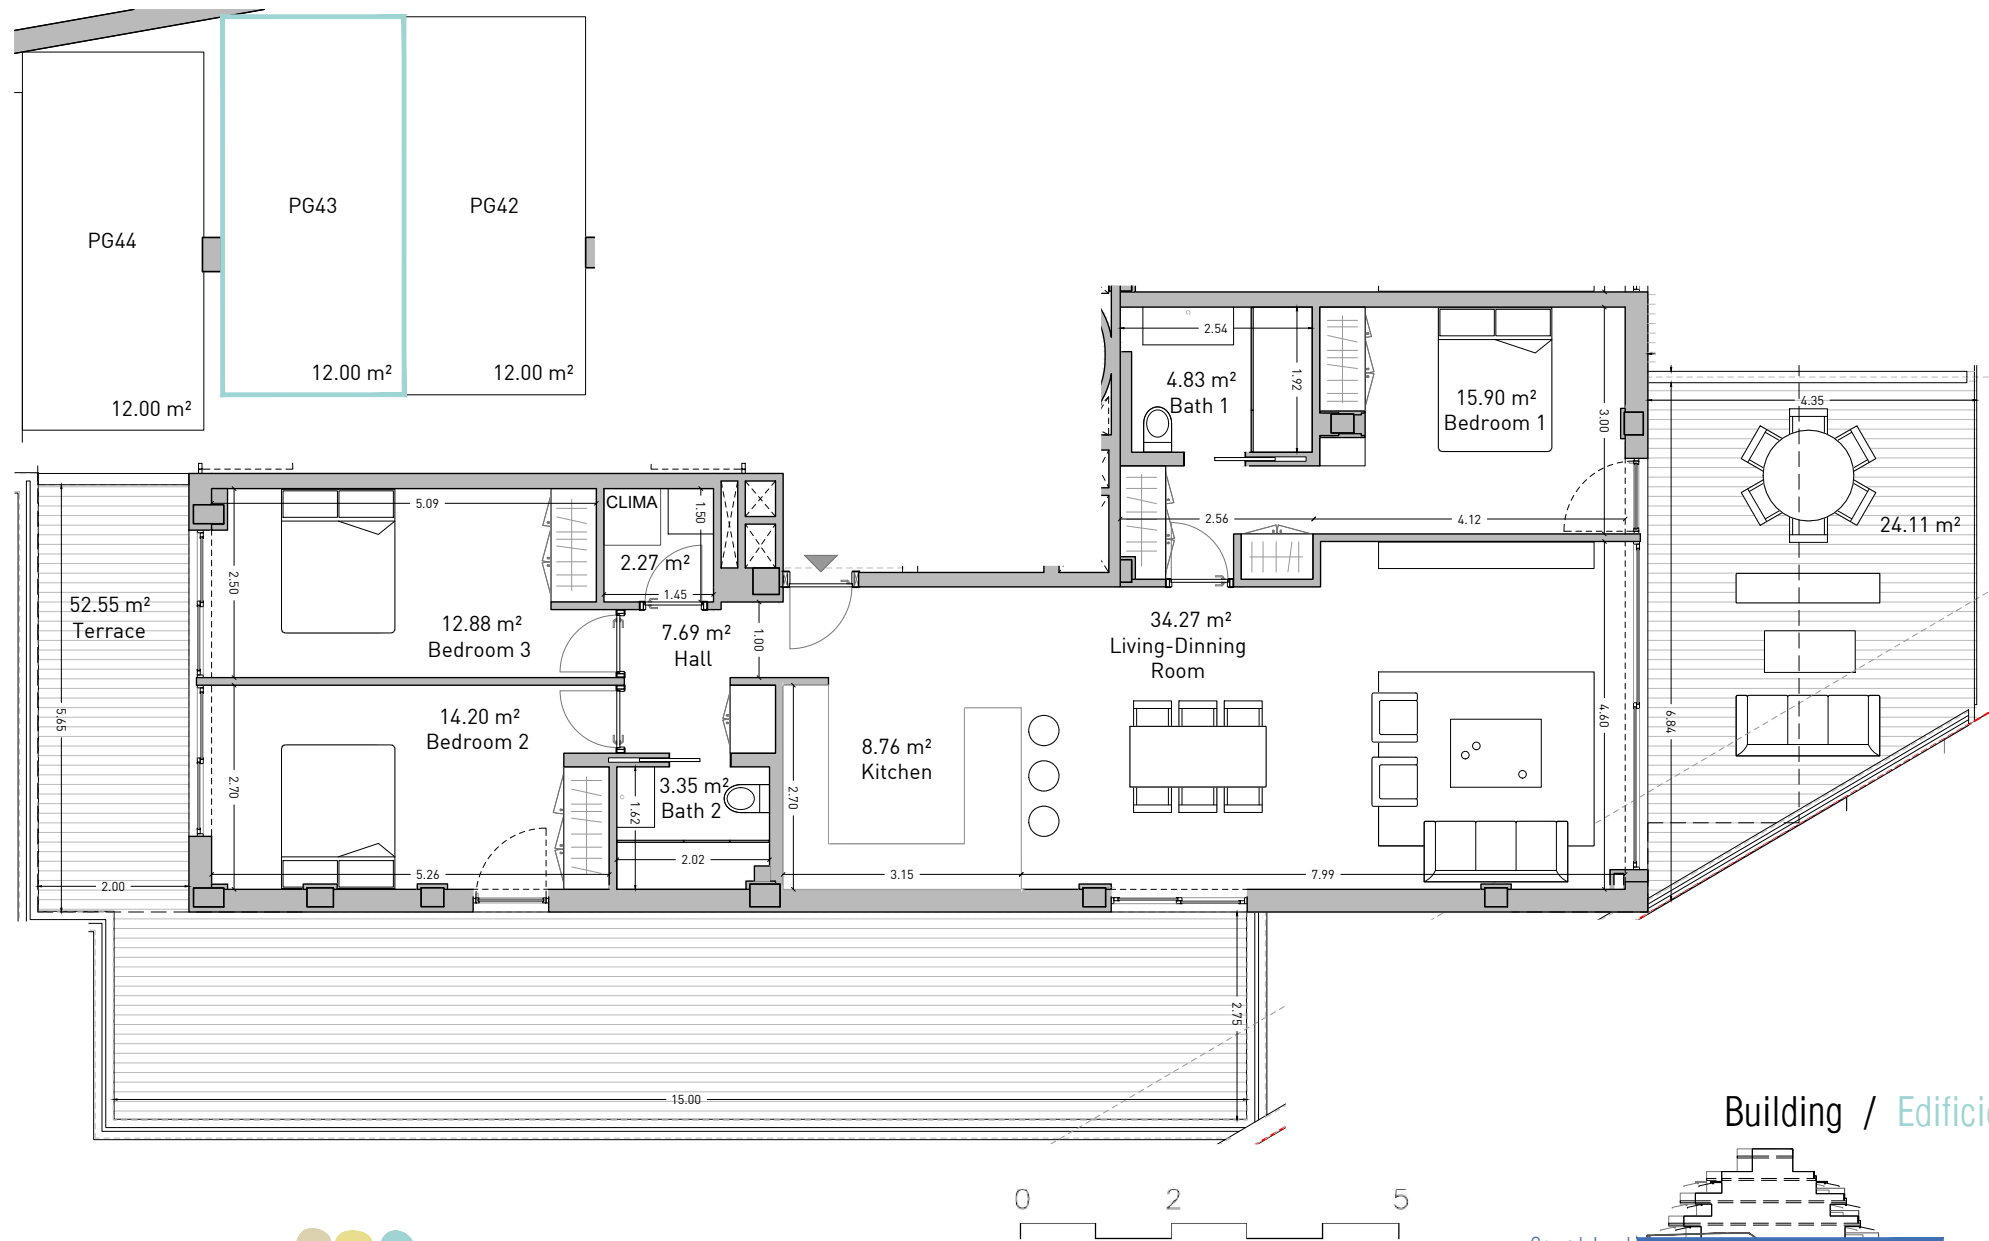 PG43
PG42
PG44
12.00 m²
12.00 m²
12.00 m²
2.54
4.83 m²
Bath 1
1.92
15.90 m²
Bedroom 1
3.00
4.35
24.11 m²
5.09
CLIMA
1.50
2.56
4.12
2.50
2.27 m²
1.45
52.55 m²
Terrace
12.88 m²
Bedroom 3
7.69 m²
Hall
1.00
34.27 m²
Living-Dinning
Room
5.65
14.20 m²
Bedroom 2
8.76 m²
Kitchen
4.60
6.84
2.70
3.35 m²
Bath 2
1.62
2.70
2.02
2.00
5.26
3.15
7.99
2.75
15.00
Building / Edifici
0 2 5